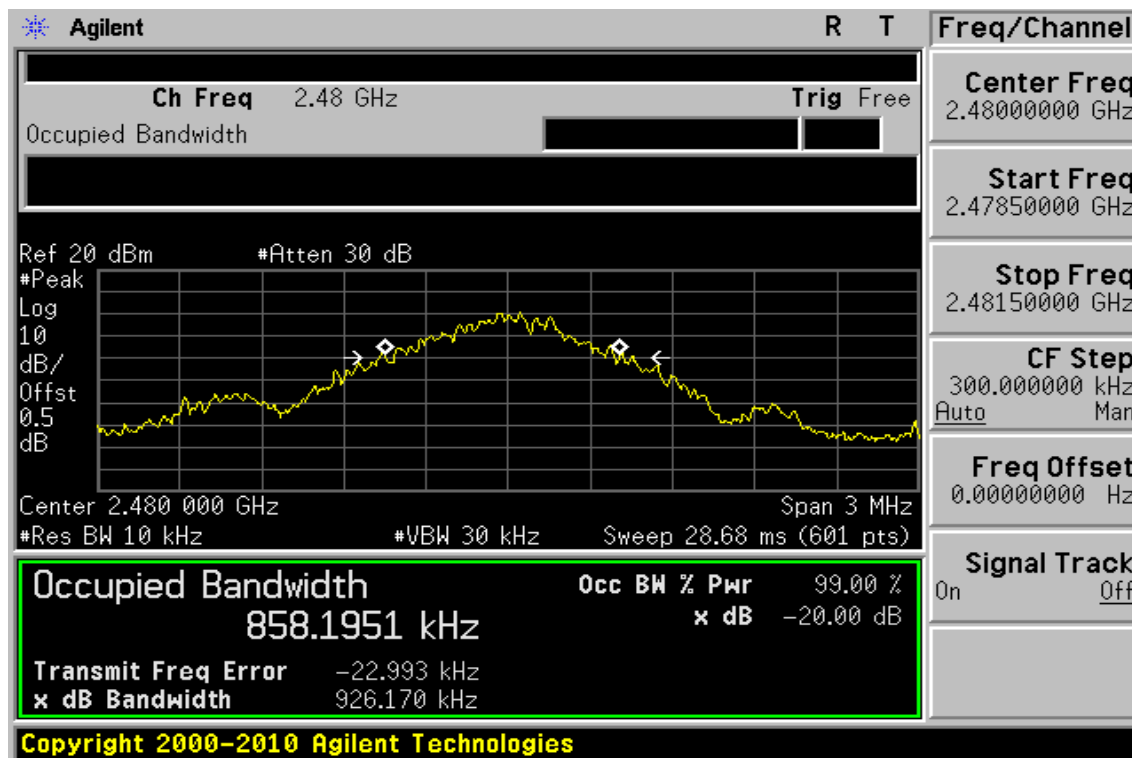 Agilent R T
Ch Freq 2.48 GHz Trig Free
Occupied Bandwidth
Ref 20 dBm #Atten 30 dB
#Peak
Log
10
dB/
Offst
0.5
dB
Center 2.480 000 GHz Span 3 MHz
#Res BW 10 kHz #VBW 30 kHz Sweep 28.68 ms (601 pts)
Occupied Bandwidth
858.1951 kHz
Occ BW % Pwr 99.00 %
x dB -20.00 dB
Transmit Freq Error -22.993 kHz
x dB Bandwidth 926.170 kHz
Copyright 2000-2010 Agilent Technologies
Freq/Channel
Center Freq
2.48000000 GHz
Start Freq
2.47850000 GHz
Stop Freq
2.48150000 GHz
CF Step
300.000000 kHz
Auto Man
Freq Offset
0.00000000 Hz
Signal Track
On Off